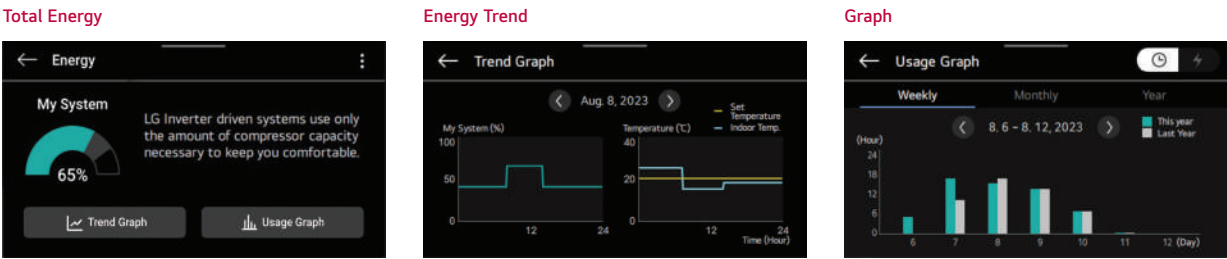 Total Energy
Energy
My System
65%
LG Inverter driven systems use only
the amount of compressor capacity
necessary to keep you comfortable.
Trend Graph
Usage Graph
Energy Trend
Trend Graph
Aug. 8, 2023
Set
Temperature
Indoor Temp.
My System (%)
100
50
0
12
24
Temperature (℃)
40
20
0
12
24
Time (Hour)
Graph
Usage Graph
Weekly
Monthly
Year
8. 6 ~ 8. 12, 2023
This year
Last Year
(Hour)
24
18
12
6
0
6 7 8 9 10 11 12 (Day)